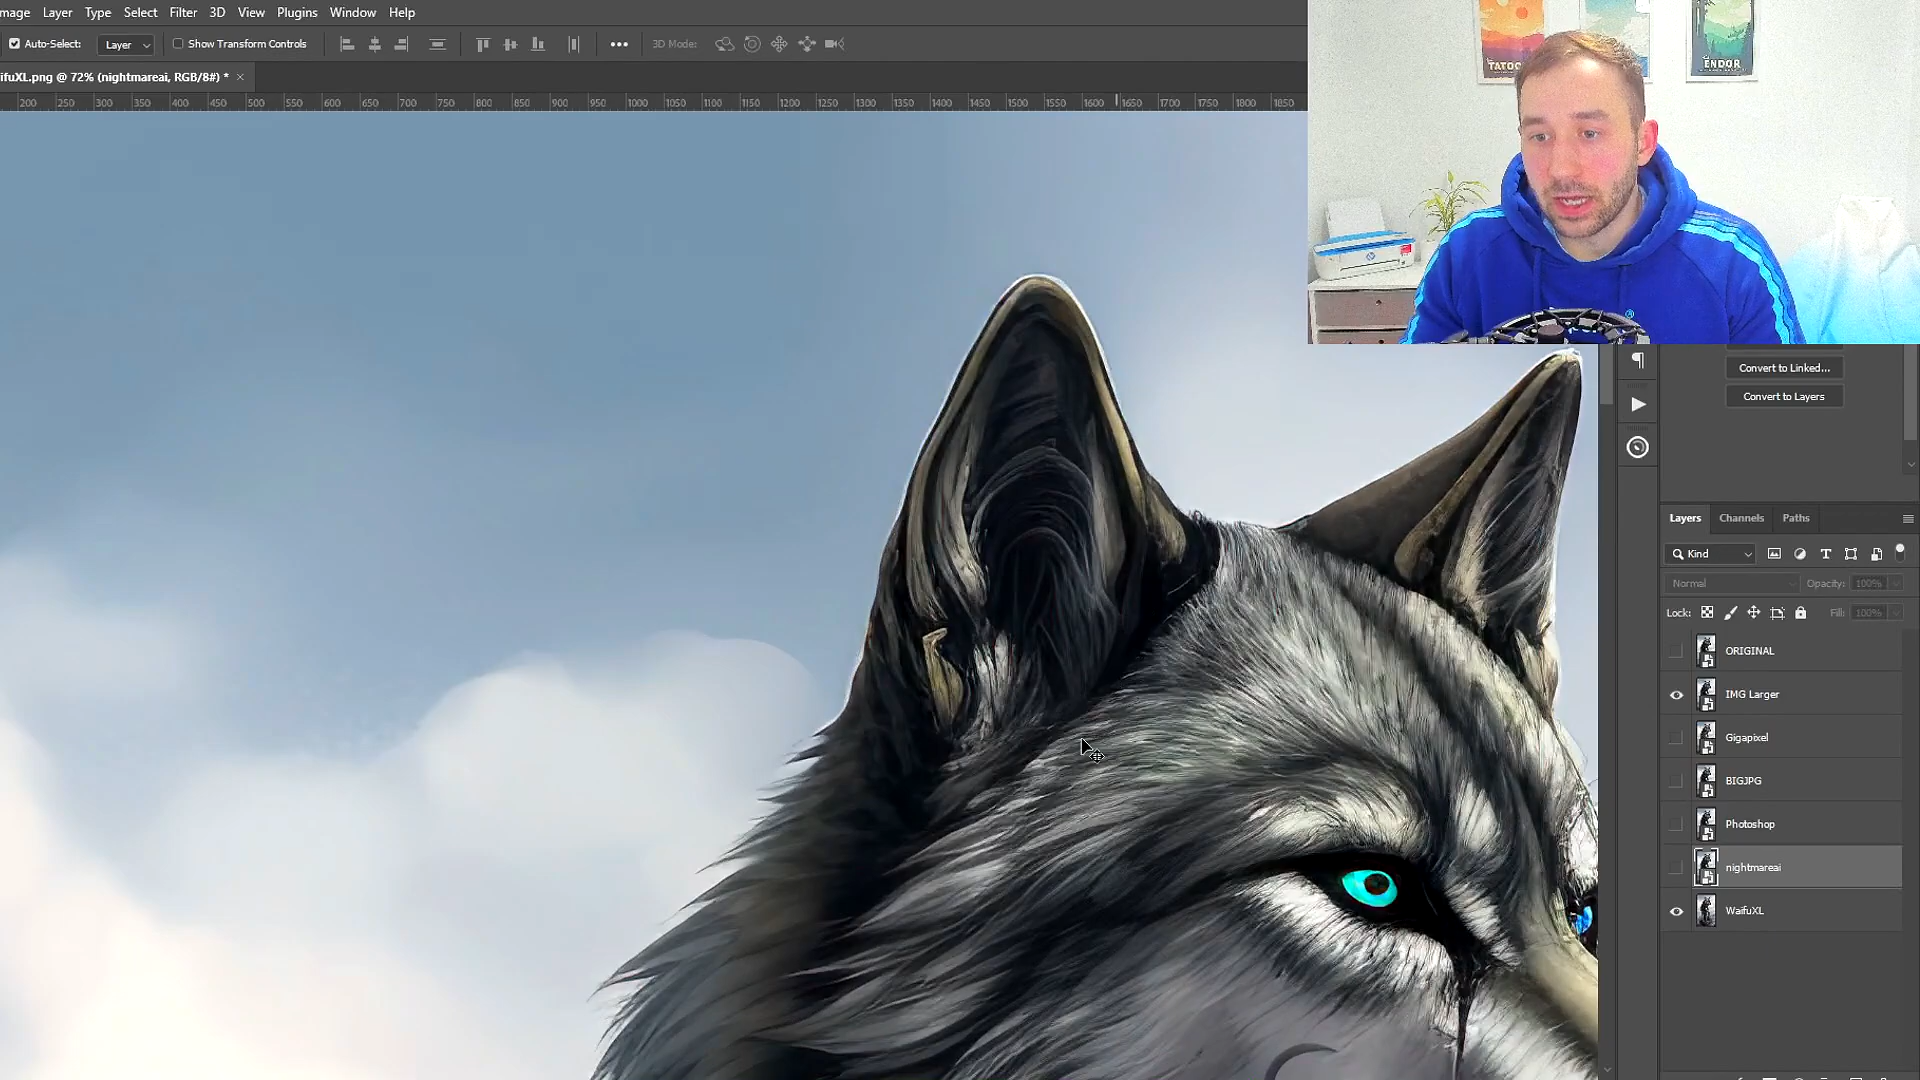 mage Layer Type Select Filter 3D View Plugins Window Help
Auto-Select: Layer Show Transform Controls ••• 3D Mode:
ifuXL.png @ 72% (nightmareai, RGB/8#) * ×
200 250 300 350 400 450 500 550 600 650 700 750 800 850 900 950 1000 1050 1100 1150 1200 1250 1300 1350 1400 1450 1500 1550 1600 1650 1700 1750 1800 1850
TATOO
ENDOR
hp
Convert to Linked...
Convert to Layers
Layers Channels Paths
Kind
Normal Opacity: 100%
Lock: Fill: 100%
ORIGINAL
IMG Larger
Gigapixel
BIGJPG
Photoshop
nightmareai
WaifuXL